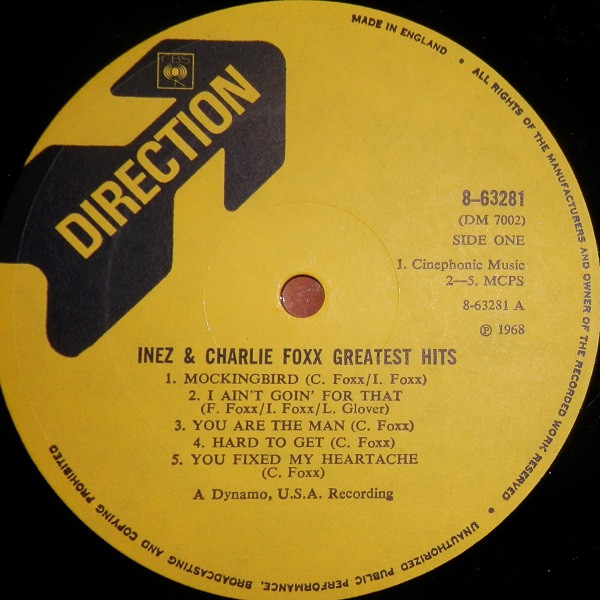 MADE IN ENGLAND • ALL RIGHTS OF THE MANUFACTURERS AND OWNER OF THE RECORDED WORK RESERVED • UNAUTHORIZED PUBLIC PERFORMANCE, BROADCASTING AND COPYING PROHIBITED
CBS
DIRECTION
8–63281
(DM 7002)
SIDE ONE
1. Cinephonic Music
2—5. MCPS
8-63281 A
℗ 1968
INEZ & CHARLIE FOXX GREATEST HITS
1. MOCKINGBIRD (C. Foxx/I. Foxx)
2. I AIN'T GOIN' FOR THAT
(F. Foxx/I. Foxx/L. Glover)
3. YOU ARE THE MAN (C. Foxx)
4. HARD TO GET (C. Foxx)
5. YOU FIXED MY HEARTACHE
(C. Foxx)
A Dynamo, U.S.A. Recording